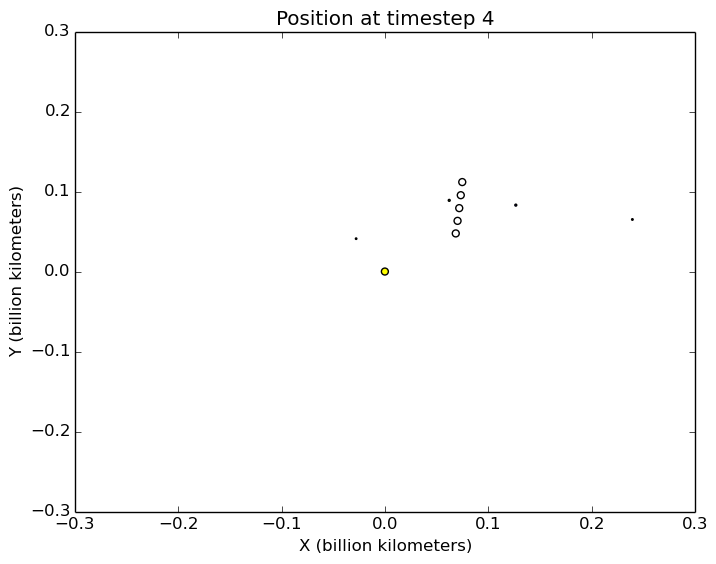 Position at timestep 4
0.3
0.2
0.1
0.0
−0.1
−0.2
−0.3
Y (billion kilometers)
−0.3 −0.2 −0.1 0.0 0.1 0.2 0.3
X (billion kilometers)